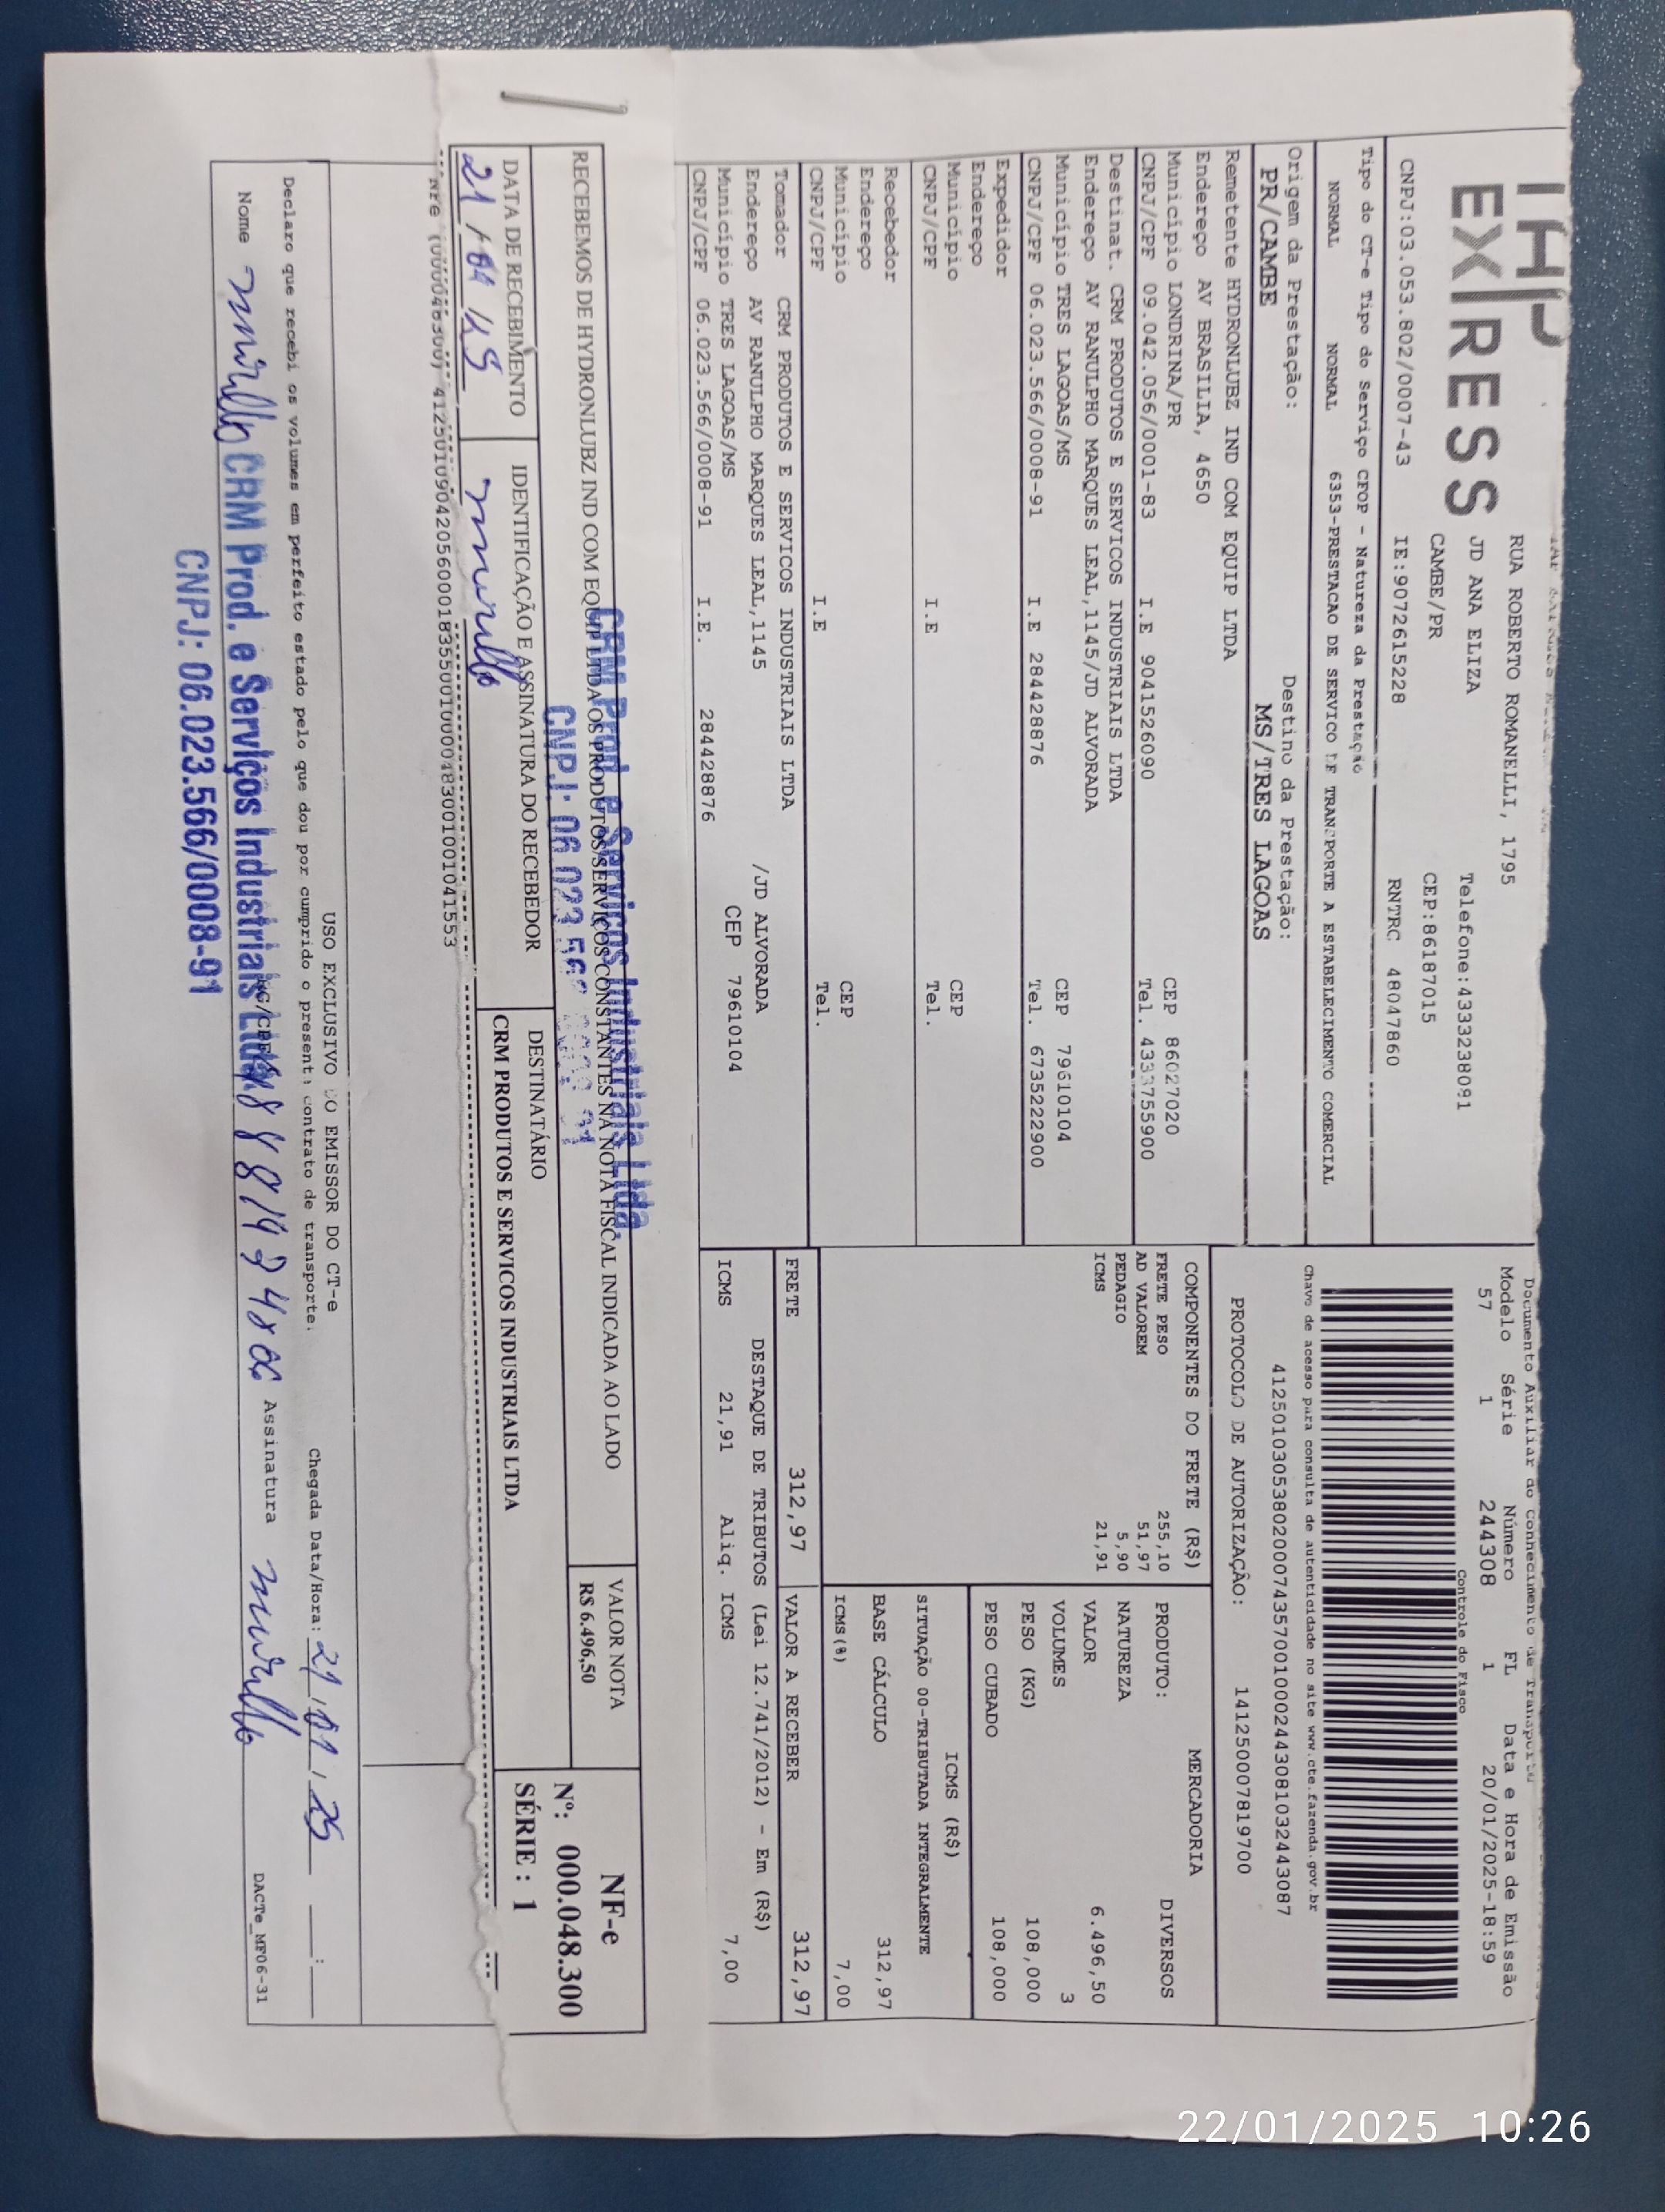 IHP
EXPRESS
RUA ROBERTO ROMANELLI, 1795
JD ANA ELIZA Telefone:4333238091
CAMBE/PR CEP:86187015
CNPJ:03.053.802/0007-43 IE:9072615228 RNTRC 48047860
Documento Auxiliar do Conhecimento de Transporte
Modelo Série Número FL Data e Hora de Emissão
57 1 244308 1 20/01/2025-18:59
Controle do Fisco
Tipo do CT-e Tipo do Serviço CFOP - Natureza da Prestação
NORMAL NORMAL 6353-PRESTACAO DE SERVICO DE TRANSPORTE A ESTABELECIMENTO COMERCIAL
Chave de acesso para consulta de autenticidade no site www.cte.fazenda.gov.br
41250103053802000743570010002443081032443087
Origem da Prestação: Destino da Prestação:
PR/CAMBE MS/TRES LAGOAS
PROTOCOLO DE AUTORIZAÇÃO: 141250007819700
Remetente HYDRONLUBZ IND COM EQUIP LTDA
Endereço AV BRASILIA, 4650
Município LONDRINA/PR CEP 86027020
CNPJ/CPF 09.042.056/0001-83 I.E 9041526090 Tel. 4333755900
Destinat. CRM PRODUTOS E SERVICOS INDUSTRIAIS LTDA
Endereço AV RANULPHO MARQUES LEAL,1145/JD ALVORADA
Município TRES LAGOAS/MS CEP 79610104
CNPJ/CPF 06.023.566/0008-91 I.E 284428876 Tel. 6735222900
Expedidor
Endereço
Município CEP
CNPJ/CPF I.E Tel.
Recebedor
Endereço
Município CEP
CNPJ/CPF I.E Tel.
Tomador CRM PRODUTOS E SERVICOS INDUSTRIAIS LTDA
Endereço AV RANULPHO MARQUES LEAL,1145 /JD ALVORADA
Município TRES LAGOAS/MS CEP 79610104
CNPJ/CPF 06.023.566/0008-91 I.E. 284428876
COMPONENTES DO FRETE (R$)
FRETE PESO 255,10
AD VALOREM 51,97
PEDAGIO 5,90
ICMS 21,91
MERCADORIA
PRODUTO: DIVERSOS
NATUREZA
VALOR 6.496,50
VOLUMES 3
PESO (KG) 108,000
PESO CUBADO 108,000
ICMS (R$)
SITUAÇÃO 00-TRIBUTADA INTEGRALMENTE
BASE CÁLCULO 312,97
ICMS(%) 7,00
FRETE 312,97 VALOR A RECEBER 312,97
DESTAQUE DE TRIBUTOS (Lei 12.741/2012) - Em (R$)
ICMS 21,91 Aliq. ICMS 7,00
CRM Prod. e Serviços Industriais Ltda.
RECEBEMOS DE HYDRONLUBZ IND COM EQUIP LTDA OS PRODUTOS/SERVIÇOS CONSTANTES NA NOTA FISCAL INDICADA AO LADO
DATA DE RECEBIMENTO IDENTIFICAÇÃO E ASSINATURA DO RECEBEDOR
21/01/25 murillo
DESTINATÁRIO
CRM PRODUTOS E SERVICOS INDUSTRIAIS LTDA
VALOR NOTA
R$ 6.496,50
NF-e
Nº: 000.048.300
SÉRIE : 1
41250109042056000183550010000483001001041553
USO EXCLUSIVO DO EMISSOR DO CT-e
Declaro que recebi os volumes em perfeito estado pelo que dou por cumprido o presente contrato de transporte. Chegada Data/Hora: 21/01/25 :
Nome murillo Assinatura murillo
CRM Prod. e Serviços Industriais Ltda.
CNPJ: 06.023.566/0008-91
DACTe_MF06-31
22/01/2025 10:26